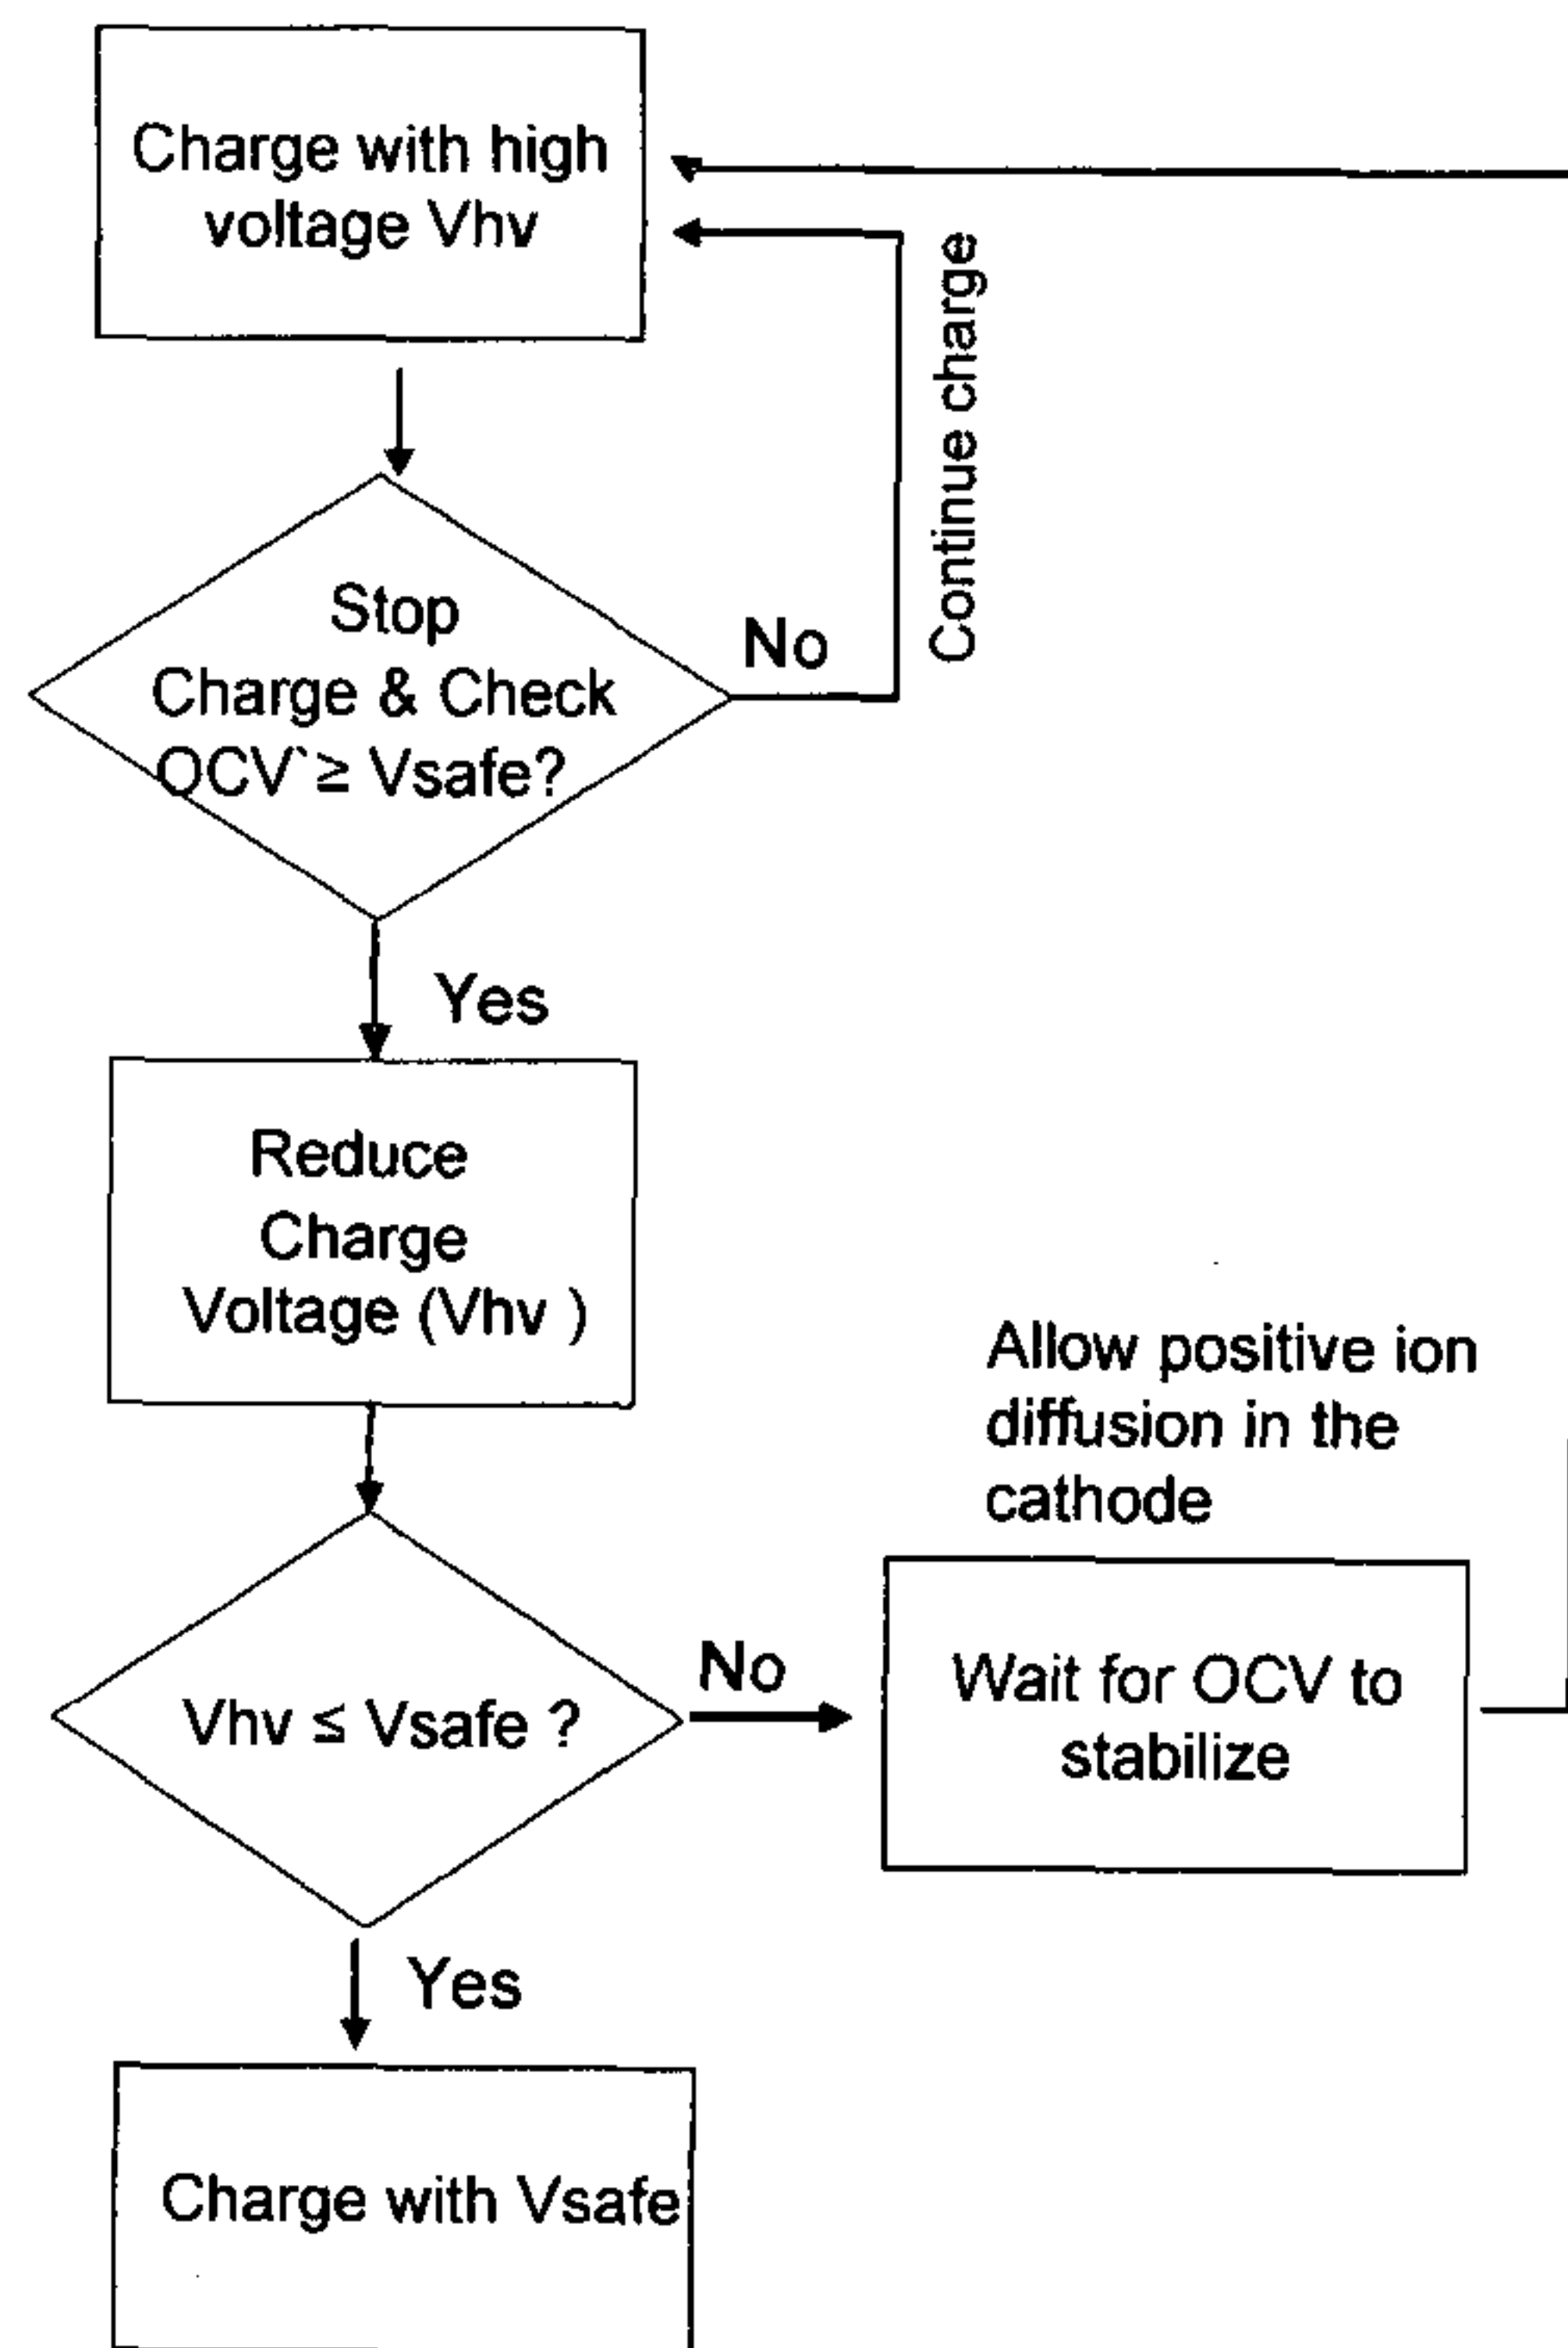 Charge with high
voltage Vhv
Continue charge
Stop
Charge & Check
OCV`≥ Vsafe?
No
Yes
Reduce
Charge
Voltage (Vhv )
Allow positive ion
diffusion in the
cathode
Vhv ≤ Vsafe ?
No
Wait for OCV to
stabilize
Yes
Charge with Vsafe